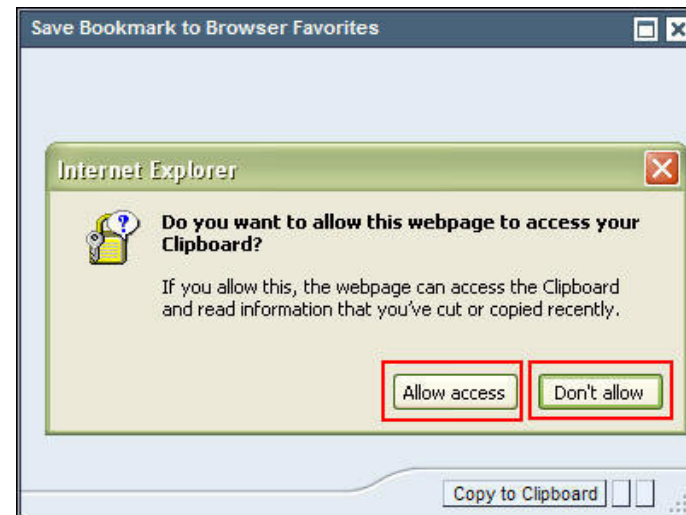 Save Bookmark to Browser Favorites
Internet Explorer
Do you want to allow this webpage to access your
Clipboard?
If you allow this, the webpage can access the Clipboard
and read information that you've cut or copied recently.
Allow access Don't allow
Copy to Clipboard